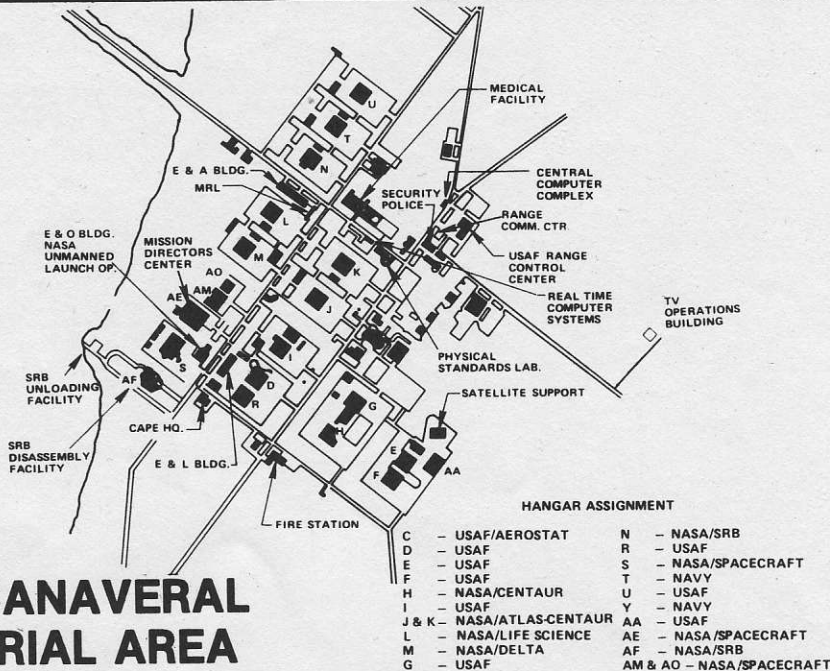 U
T
N
MEDICAL
FACILITY
E & A BLDG.
MRL
SECURITY
POLICE
CENTRAL
COMPUTER
COMPLEX
RANGE
COMM. CTR.
USAF RANGE
CONTROL
CENTER
REAL TIME
COMPUTER
SYSTEMS
TV
OPERATIONS
BUILDING
E & O BLDG.
NASA
UNMANNED
LAUNCH OP.
MISSION
DIRECTORS
CENTER
AO
AM
AE
L
M
K
J
I
S
D
R
AF
SRB
UNLOADING
FACILITY
SRB
DISASSEMBLY
FACILITY
CAPE HQ.
E & L BLDG.
FIRE STATION
PHYSICAL
STANDARDS LAB.
SATELLITE SUPPORT
G
H
E
F
AA
ANAVERAL
RIAL AREA
HANGAR ASSIGNMENT
C – USAF/AEROSTAT
D – USAF
E – USAF
F – USAF
H – NASA/CENTAUR
I – USAF
J & K – NASA/ATLAS-CENTAUR
L – NASA/LIFE SCIENCE
M – NASA/DELTA
G – USAF
N – NASA/SRB
R – USAF
S – NASA/SPACECRAFT
T – NAVY
U – USAF
Y – NAVY
AA – USAF
AE – NASA/SPACECRAFT
AF – NASA/SRB
AM & AO – NASA/SPACECRAFT